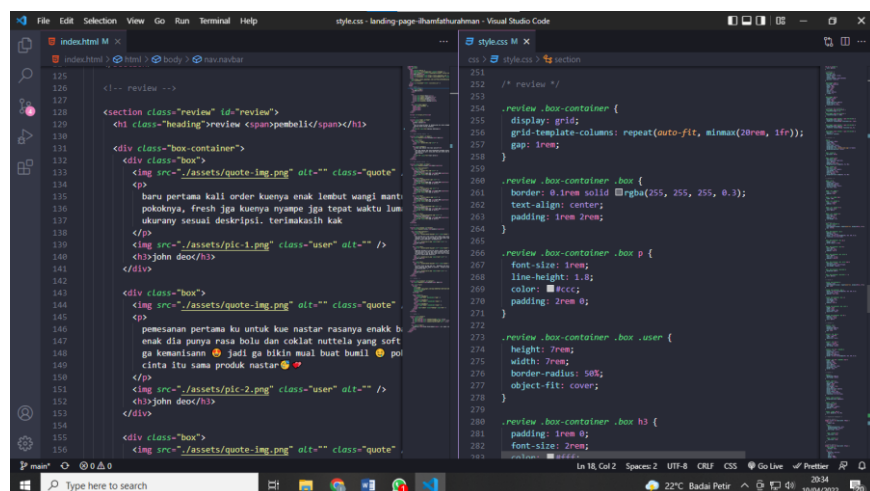 File Edit Selection View Go Run Terminal Help
style.css - landing-page-ilhamfathurahman - Visual Studio Code
index.html M ×
index.html > html > body > nav.navbar
125
126 <!-- review -->
127
128 <section class="review" id="review">
129 <h1 class="heading">review <span>pembeli</span></h1>
130
131 <div class="box-container">
132 <div class="box">
133 <img src="./assets/quote-img.png" alt="" class="quote"
134 <p>
135 baru pertama kali order kuenya enak lembut wangi mant
136 pokoknya, fresh jga kuenya nyampe jga tepat waktu lum
137 ukurany sesuai deskripsi. terimakasih kak
138 </p>
139 <img src="./assets/pic-1.png" class="user" alt="" />
140 <h3>john deo</h3>
141 </div>
142
143 <div class="box">
144 <img src="./assets/quote-img.png" alt="" class="quote"
145 <p>
146 pemesanan pertama ku untuk kue nastar rasanya enakk b
147 enak dia punya rasa bolu dan coklat nuttela yang soft
148 ga kemanisann 😍 jadi ga bikin mual buat bumil 🙂 po
149 cinta itu sama produk nastar
150 </p>
151 <img src="./assets/pic-2.png" class="user" alt="" />
152 <h3>john deo</h3>
153 </div>
154
155 <div class="box">
156 <img src="./assets/quote-img.png" alt="" class="quote"
style.css M ×
css > style.css > section
251
252 /* review */
253
254 .review .box-container {
255 display: grid;
256 grid-template-columns: repeat(auto-fit, minmax(20rem, 1fr));
257 gap: 1rem;
258 }
259
260 .review .box-container .box {
261 border: 0.1rem solid rgba(255, 255, 255, 0.3);
262 text-align: center;
263 padding: 1rem 2rem;
264 }
265
266 .review .box-container .box p {
267 font-size: 1rem;
268 line-height: 1.8;
269 color: #ccc;
270 padding: 2rem 0;
271 }
272
273 .review .box-container .box .user {
274 height: 7rem;
275 width: 7rem;
276 border-radius: 50%;
277 object-fit: cover;
278 }
279
280 .review .box-container .box h3 {
281 padding: 1rem 0;
282 font-size: 2rem;
283 color: #fff;
main* 0 0 Ln 18, Col 2 Spaces: 2 UTF-8 CRLF CSS Go Live Prettier
Type here to search
22°C Badai Petir
20:34
10/04/2022